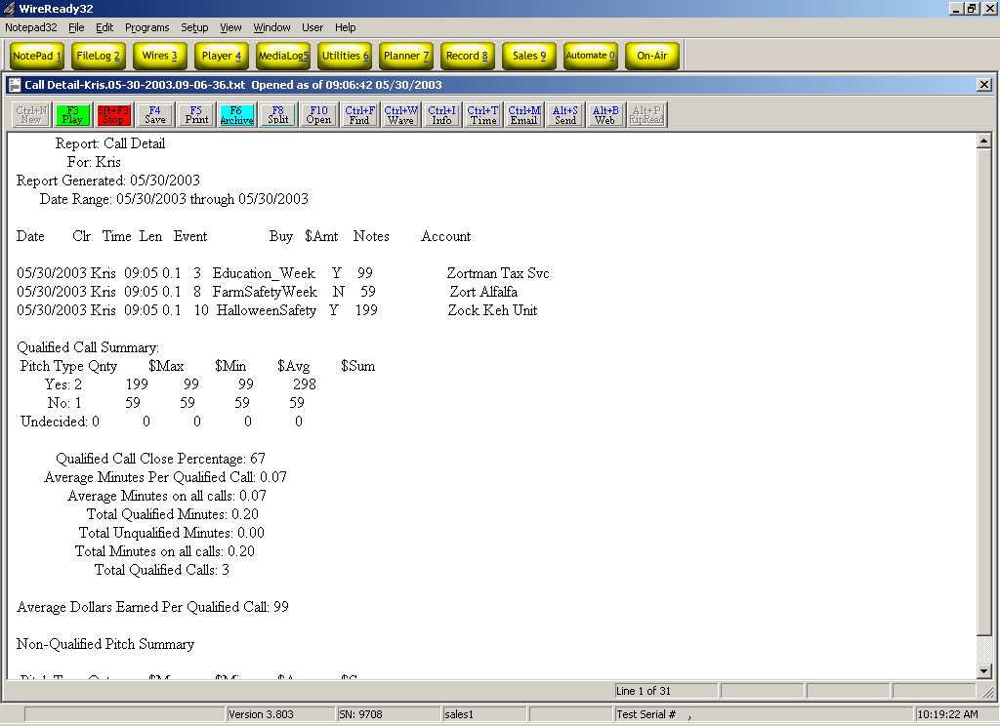 WireReady32
Notepad32 File Edit Programs Setup View Window User Help
NotePad 1 FileLog 2 Wires 3 Player 4 MediaLog5 Utilities 6 Planner 7 Record 8 Sales 9 Automate 0 On-Air
Call Detail-Kris.05-30-2003.09-06-36.txt Opened as of 09:06:42 05/30/2003
Ctrl+N F3 Sft+F3 F4 F5 F6 F8 F10 Ctrl+F Ctrl+W Ctrl+I Ctrl+T Ctrl+M Alt+S Alt+B Alt+P
New Play Stop Save Print Archive Split Open Find Wave Info Time Email Send Web RipRead
Report: Call Detail
For: Kris
Report Generated: 05/30/2003
Date Range: 05/30/2003 through 05/30/2003
Date Clr Time Len Event Buy $Amt Notes Account
05/30/2003 Kris 09:05 0.1 3 Education_Week Y 99 Zortman Tax Svc
05/30/2003 Kris 09:05 0.1 8 FarmSafetyWeek N 59 Zort Alfalfa
05/30/2003 Kris 09:05 0.1 10 HalloweenSafety Y 199 Zock Keh Unit
Qualified Call Summary:
Pitch Type Qnty $Max $Min $Avg $Sum
Yes: 2 199 99 99 298
No: 1 59 59 59 59
Undecided: 0 0 0 0 0
Qualified Call Close Percentage: 67
Average Minutes Per Qualified Call: 0.07
Average Minutes on all calls: 0.07
Total Qualified Minutes: 0.20
Total Unqualified Minutes: 0.00
Total Minutes on all calls: 0.20
Total Qualified Calls: 3
Average Dollars Earned Per Qualified Call: 99
Non-Qualified Pitch Summary
Line 1 of 31
Version 3.803 SN: 9708 sales1 Test Serial # , 10:19:22 AM